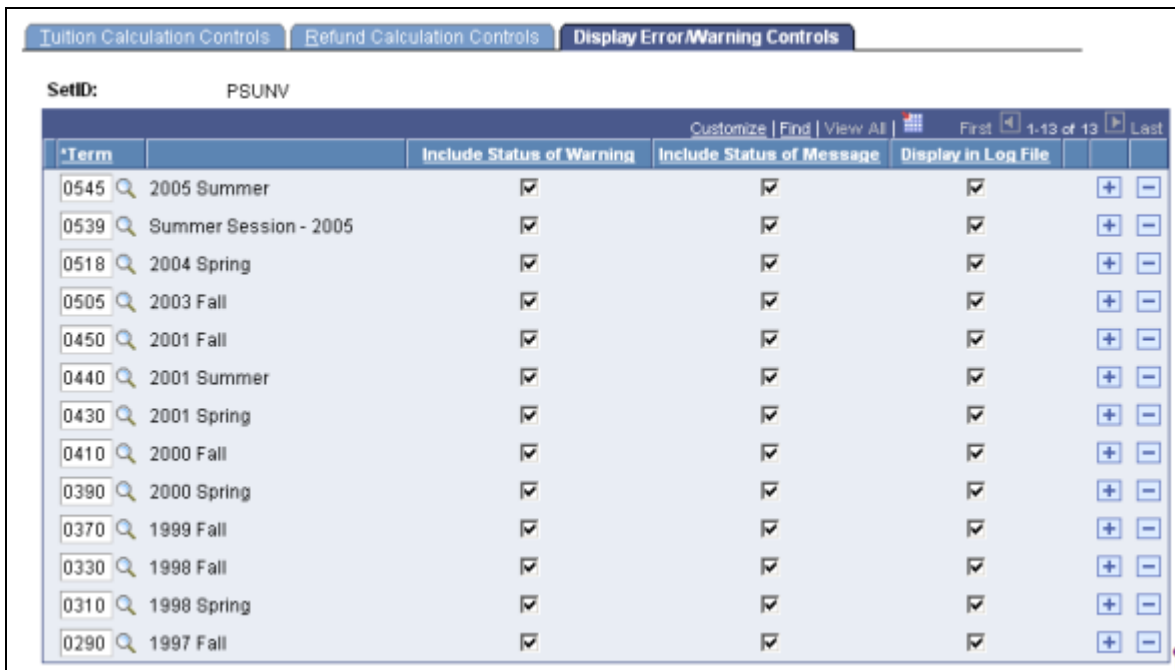 Tuition Calculation Controls Refund Calculation Controls Display Error/Warning Controls
SetID: PSUNV
Customize | Find | View All | First 1-13 of 13 Last
*Term Include Status of Warning Include Status of Message Display in Log File
0545 2005 Summer
0539 Summer Session - 2005
0518 2004 Spring
0505 2003 Fall
0450 2001 Fall
0440 2001 Summer
0430 2001 Spring
0410 2000 Fall
0390 2000 Spring
0370 1999 Fall
0330 1998 Fall
0310 1998 Spring
0290 1997 Fall